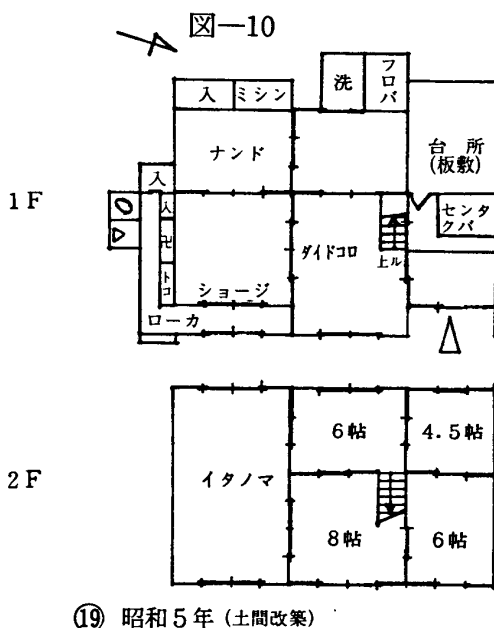 図—10
1F
入
ミシン
洗
フロバ
ナンド
台所
(板敷)
入
入
卍
トコ
ショージ
ダイドコロ
上ル
センタ
クバ
ローカ
2F
イタノマ
6帖
4.5帖
8帖
6帖
⑲ 昭和5年 (土間改築)